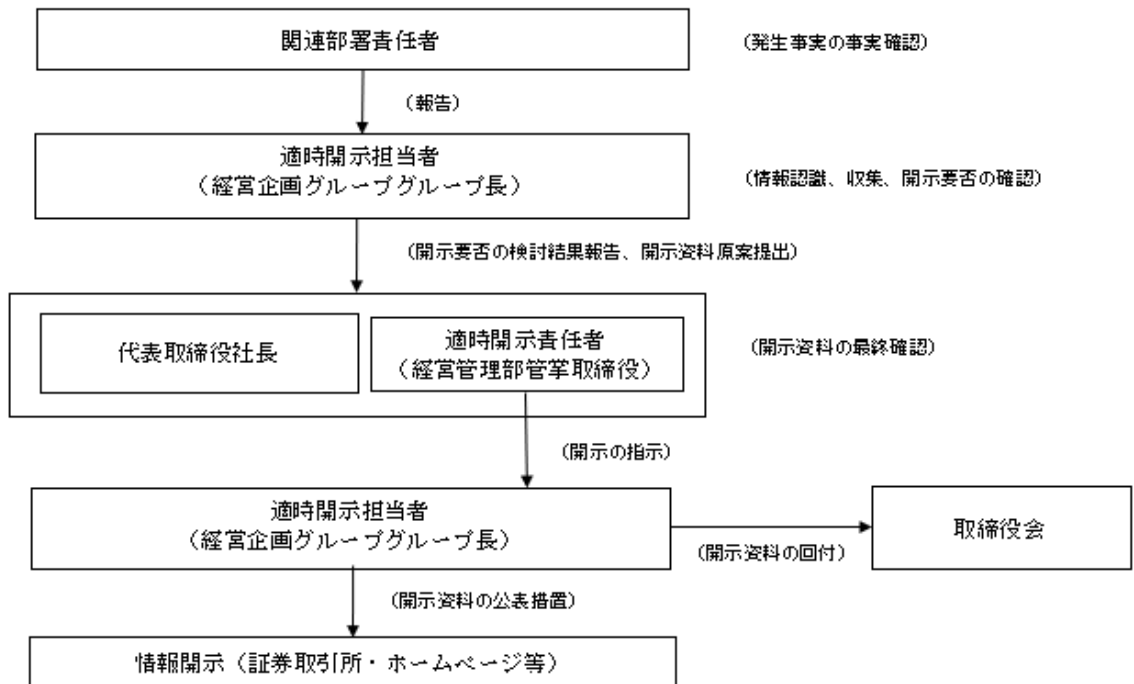 関連部署責任者
(発生事実の事実確認)
(報告)
適時開示担当者
(経営企画グループグループ長)
(情報認識、収集、開示要否の確認)
(開示要否の検討結果報告、開示資料原案提出)
代表取締役社長
適時開示責任者
(経営管理部管掌取締役)
(開示資料の最終確認)
(開示の指示)
適時開示担当者
(経営企画グループグループ長)
(開示資料の回付)
取締役会
(開示資料の公表措置)
情報開示(証券取引所・ホームページ等)